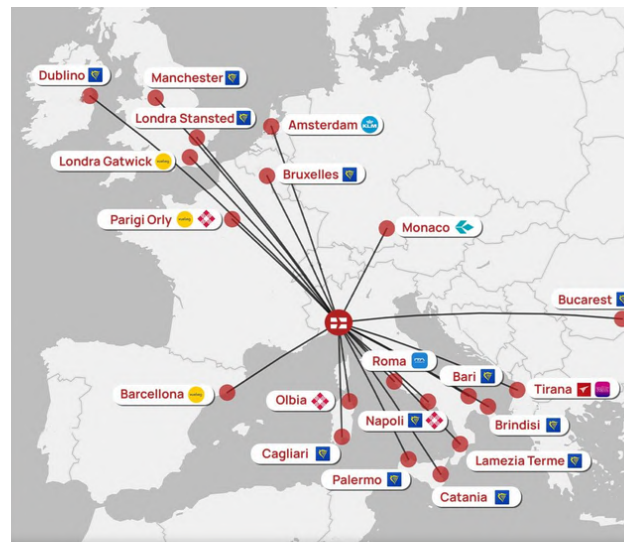 Dublino
Manchester
Londra Stansted
Amsterdam
KLM
Londra Gatwick
Bruxelles
Parigi Orly
Monaco
Bucarest
Roma
Bari
Tirana
Barcellona
Olbia
Napoli
Brindisi
Cagliari
Lamezia Terme
Palermo
Catania